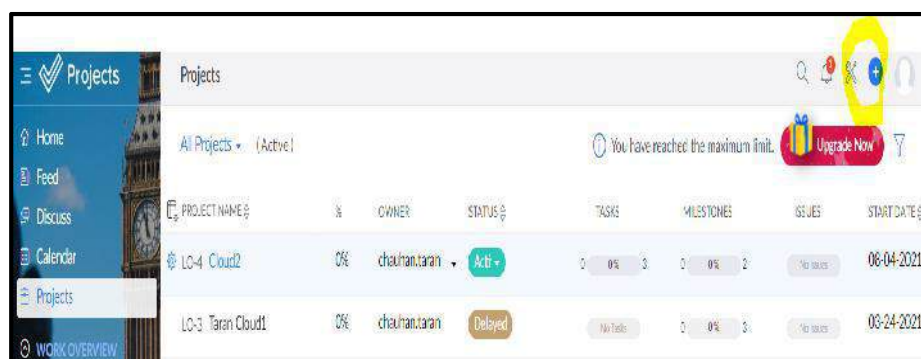 Projects
Projects
1
Home
Feed
Discuss
Calendar
Projects
WORK OVERVIEW
All Projects (Active)
You have reached the maximum limit.
Upgrade Now
PROJECT NAME % OWNER STATUS TASKS MILESTONES ISSUES START DATE
LO-4 Cloud2 0% chauhan.taran Acti 0 0% 3 0 0% 2 No Issues 08-04-2021
LO-3 Taran Cloud1 0% chauhan.taran Delayed No Tasks 0 0% 3 No Issues 03-24-2021